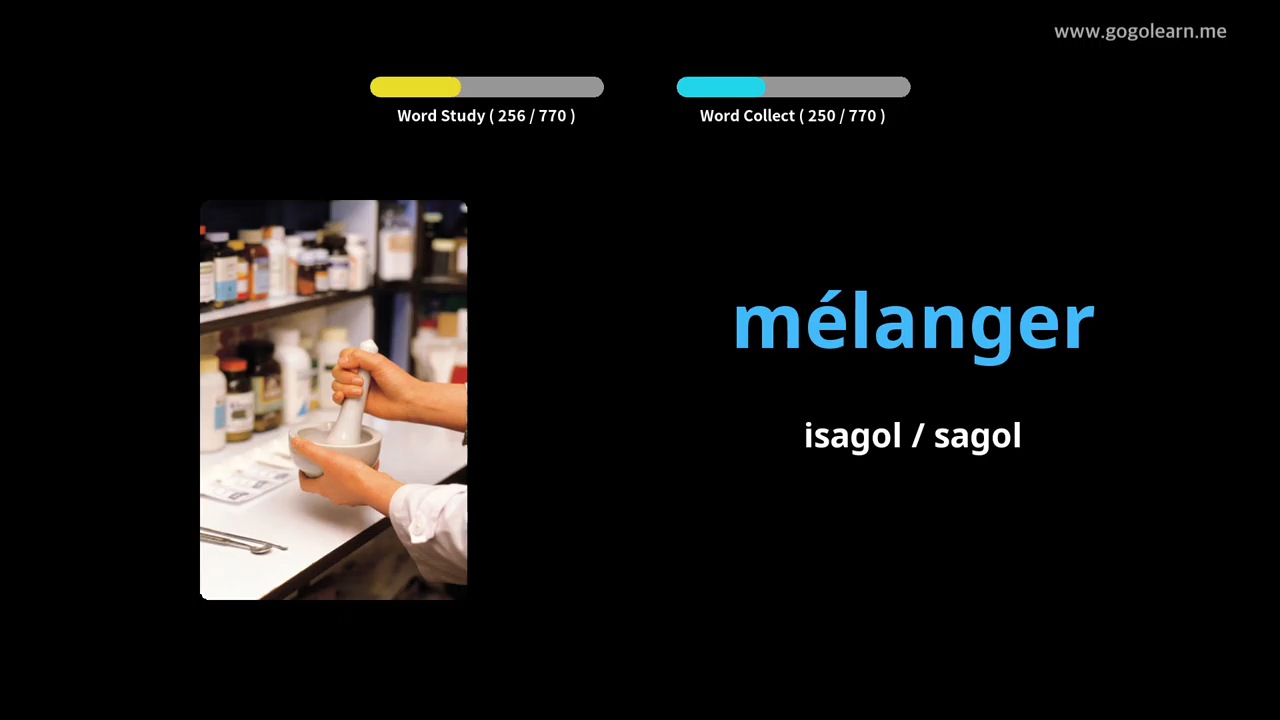 www.gogolearn.me
Word Study ( 256 / 770 )
Word Collect ( 250 / 770 )
mélanger
isagol / sagol